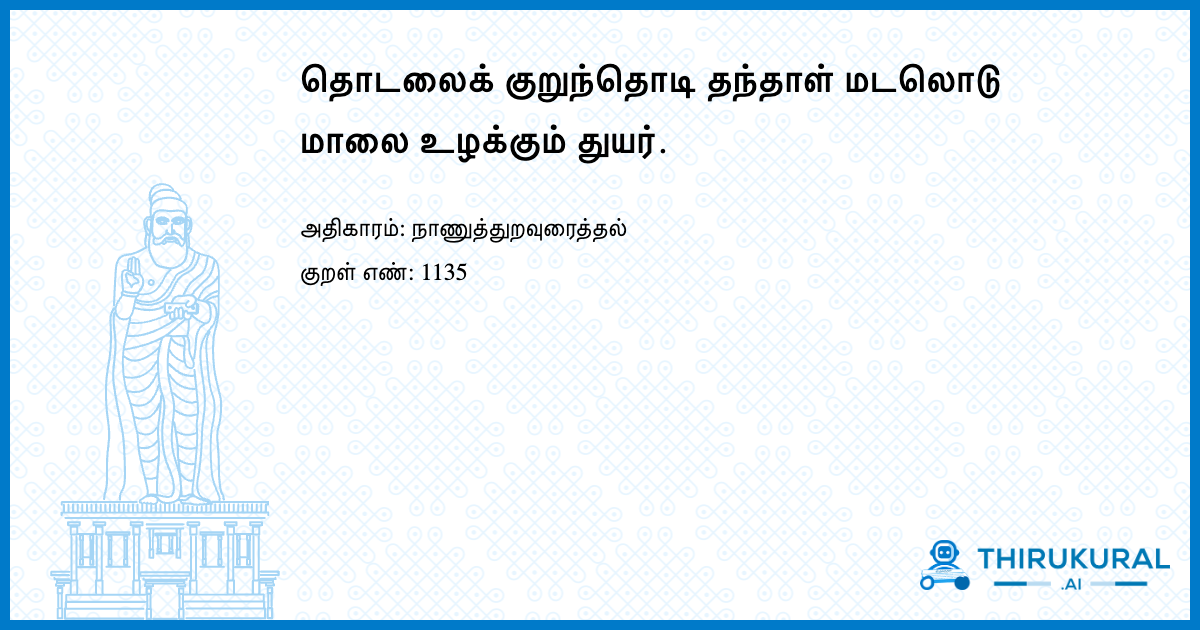 தொடலைக் குறுந்தொடி தந்தாள் மடலொடு
மாலை உழக்கும் துயர்.
அதிகாரம்: நாணுத்துறவுரைத்தல்
குறள் எண்: 1135
THIRUKURAL
.AI